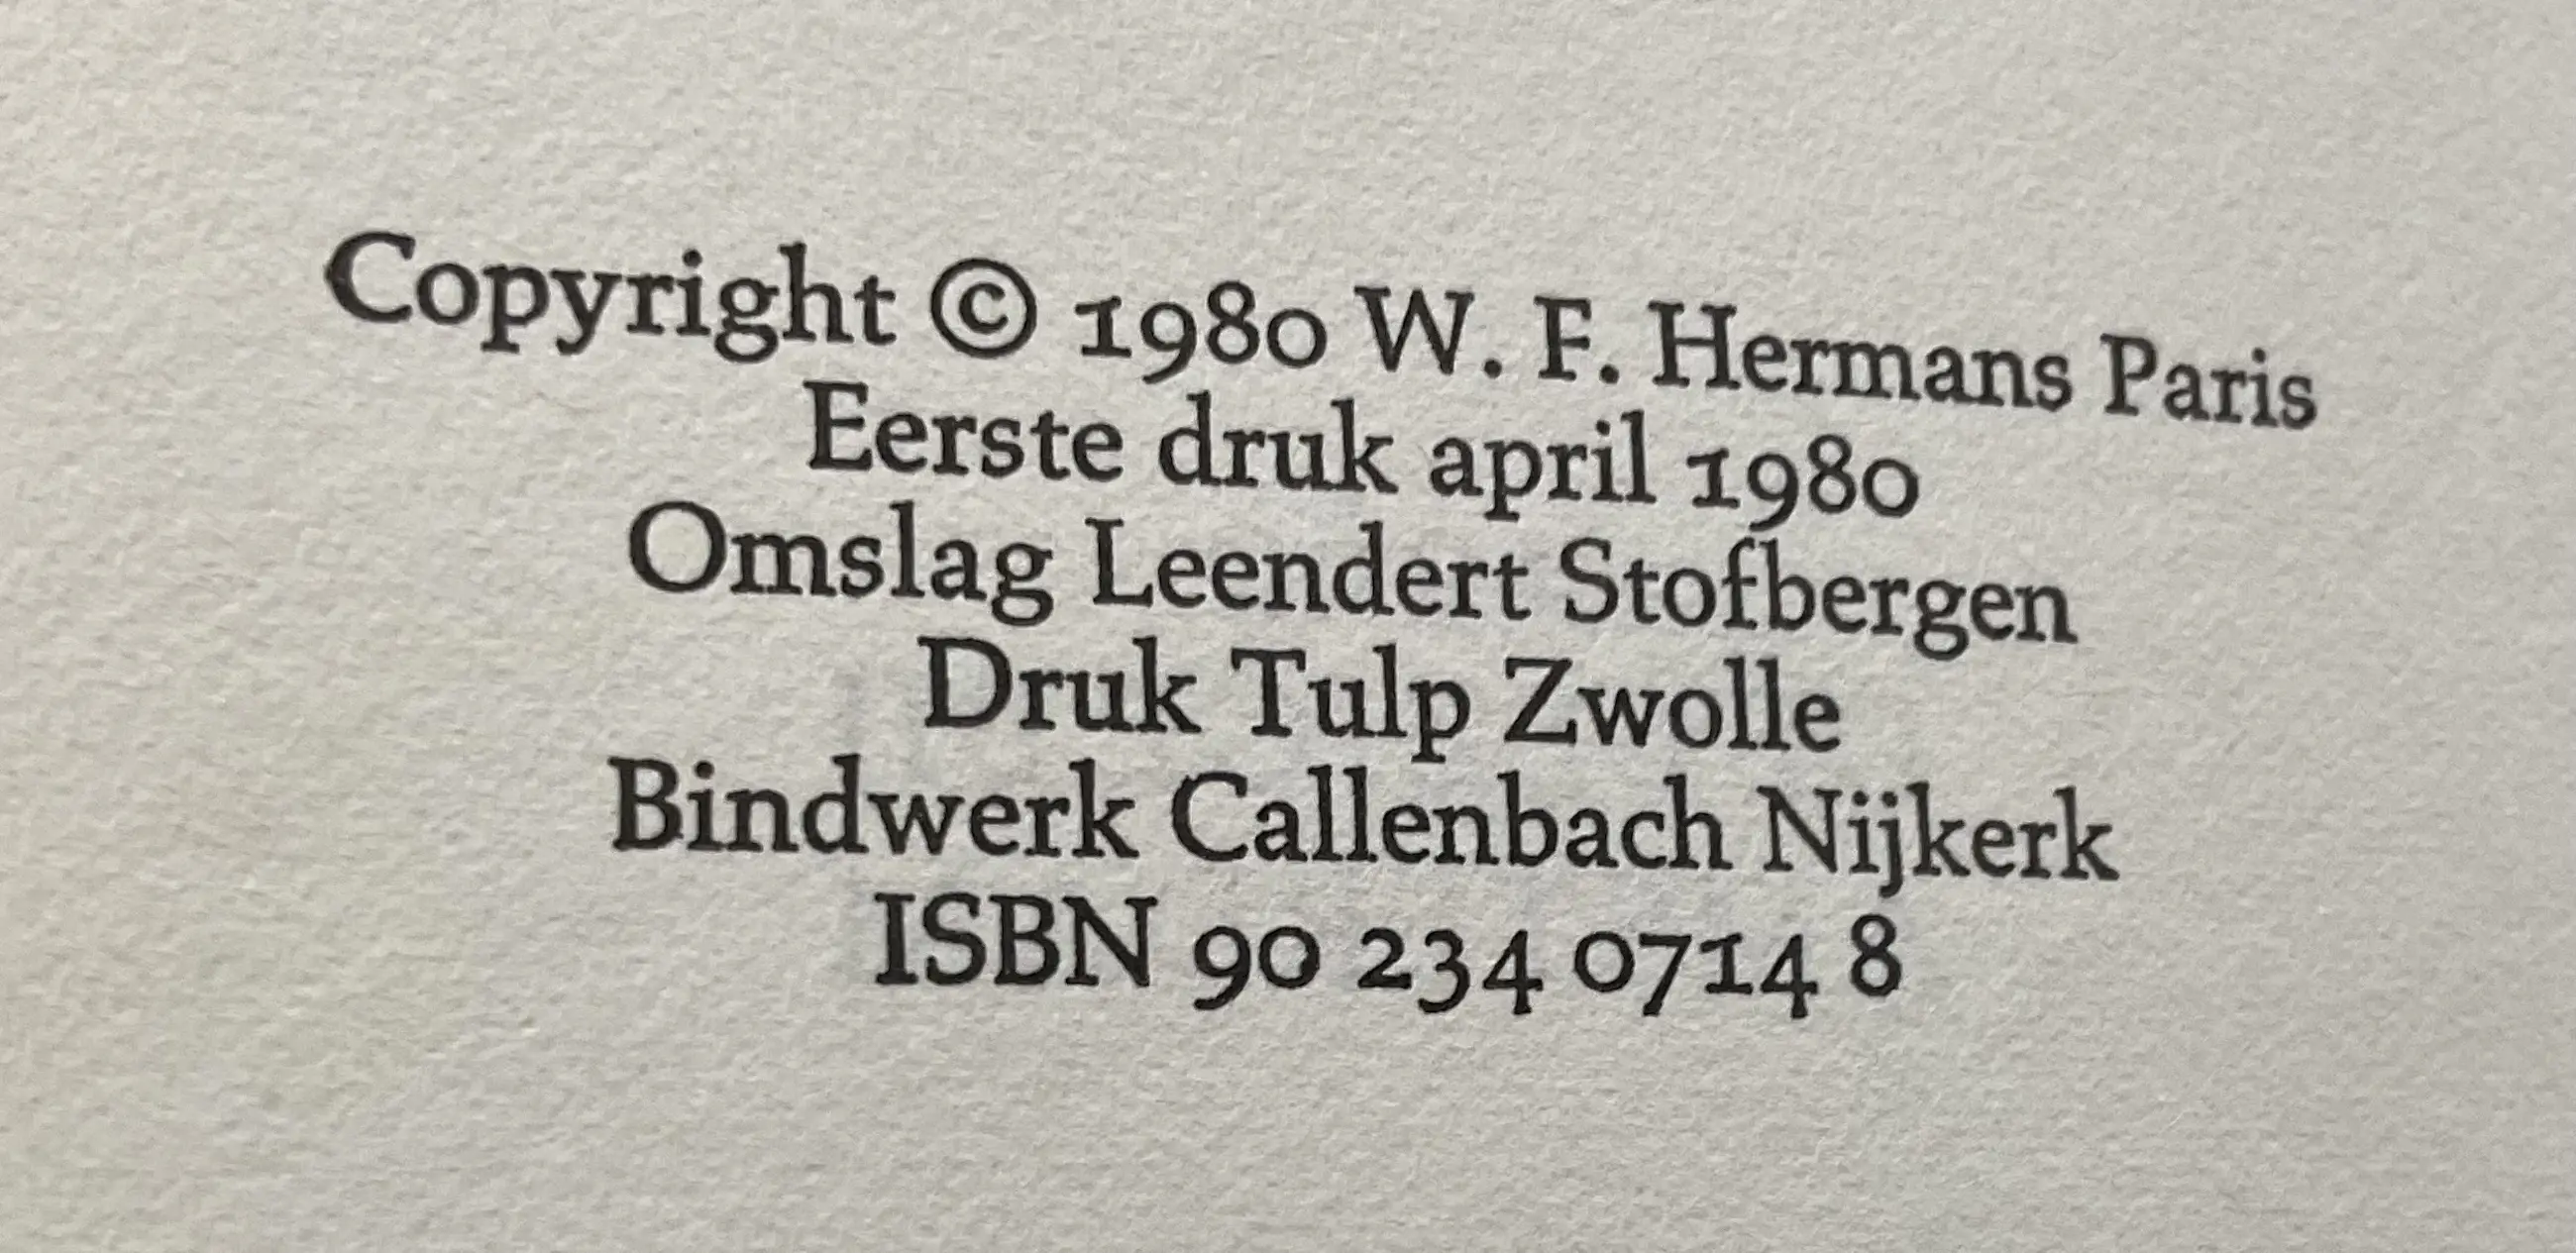 Copyright © 1980 W. F. Hermans Paris
Eerste druk april 1980
Omslag Leendert Stofbergen
Druk Tulp Zwolle
Bindwerk Callenbach Nijkerk
ISBN 90 234 0714 8